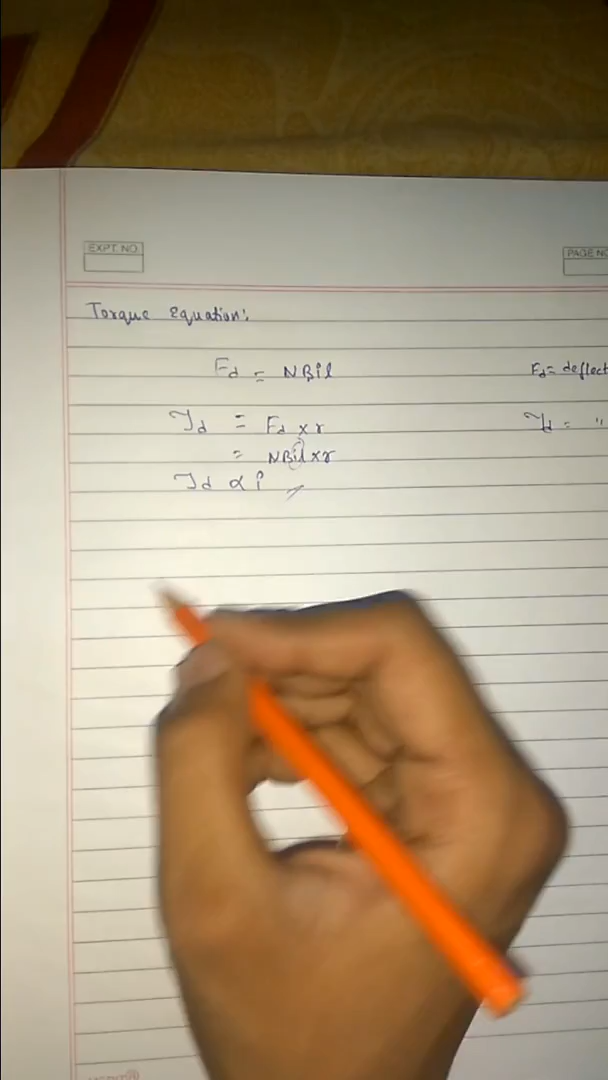 EXPT. NO.
PAGE NO
Torque Equation:
Fd = NBil
Fd = deflect
Td = Fd × r
Td = "
= NBil × r
Td α i